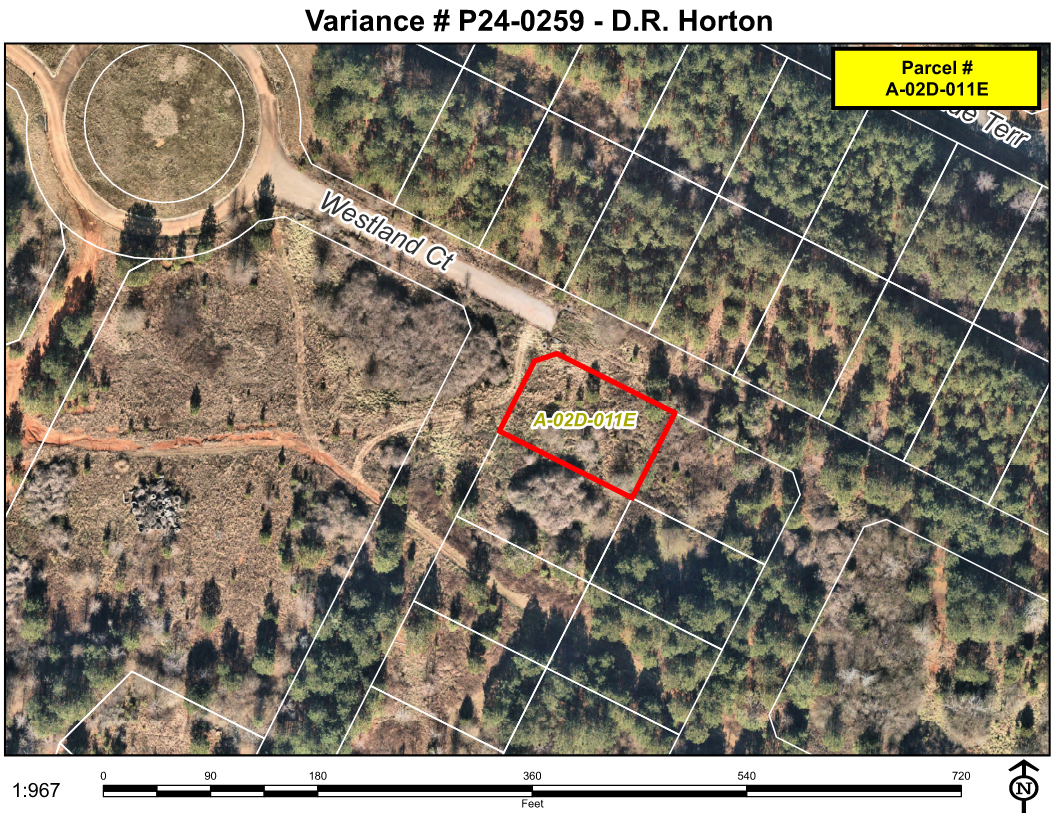 Variance # P24-0259 - D.R. Horton
Parcel #
A-02D-011E
Terr
Westland Ct
A-02D-011E
1:967
0 90 180 360 540 720
Feet
N